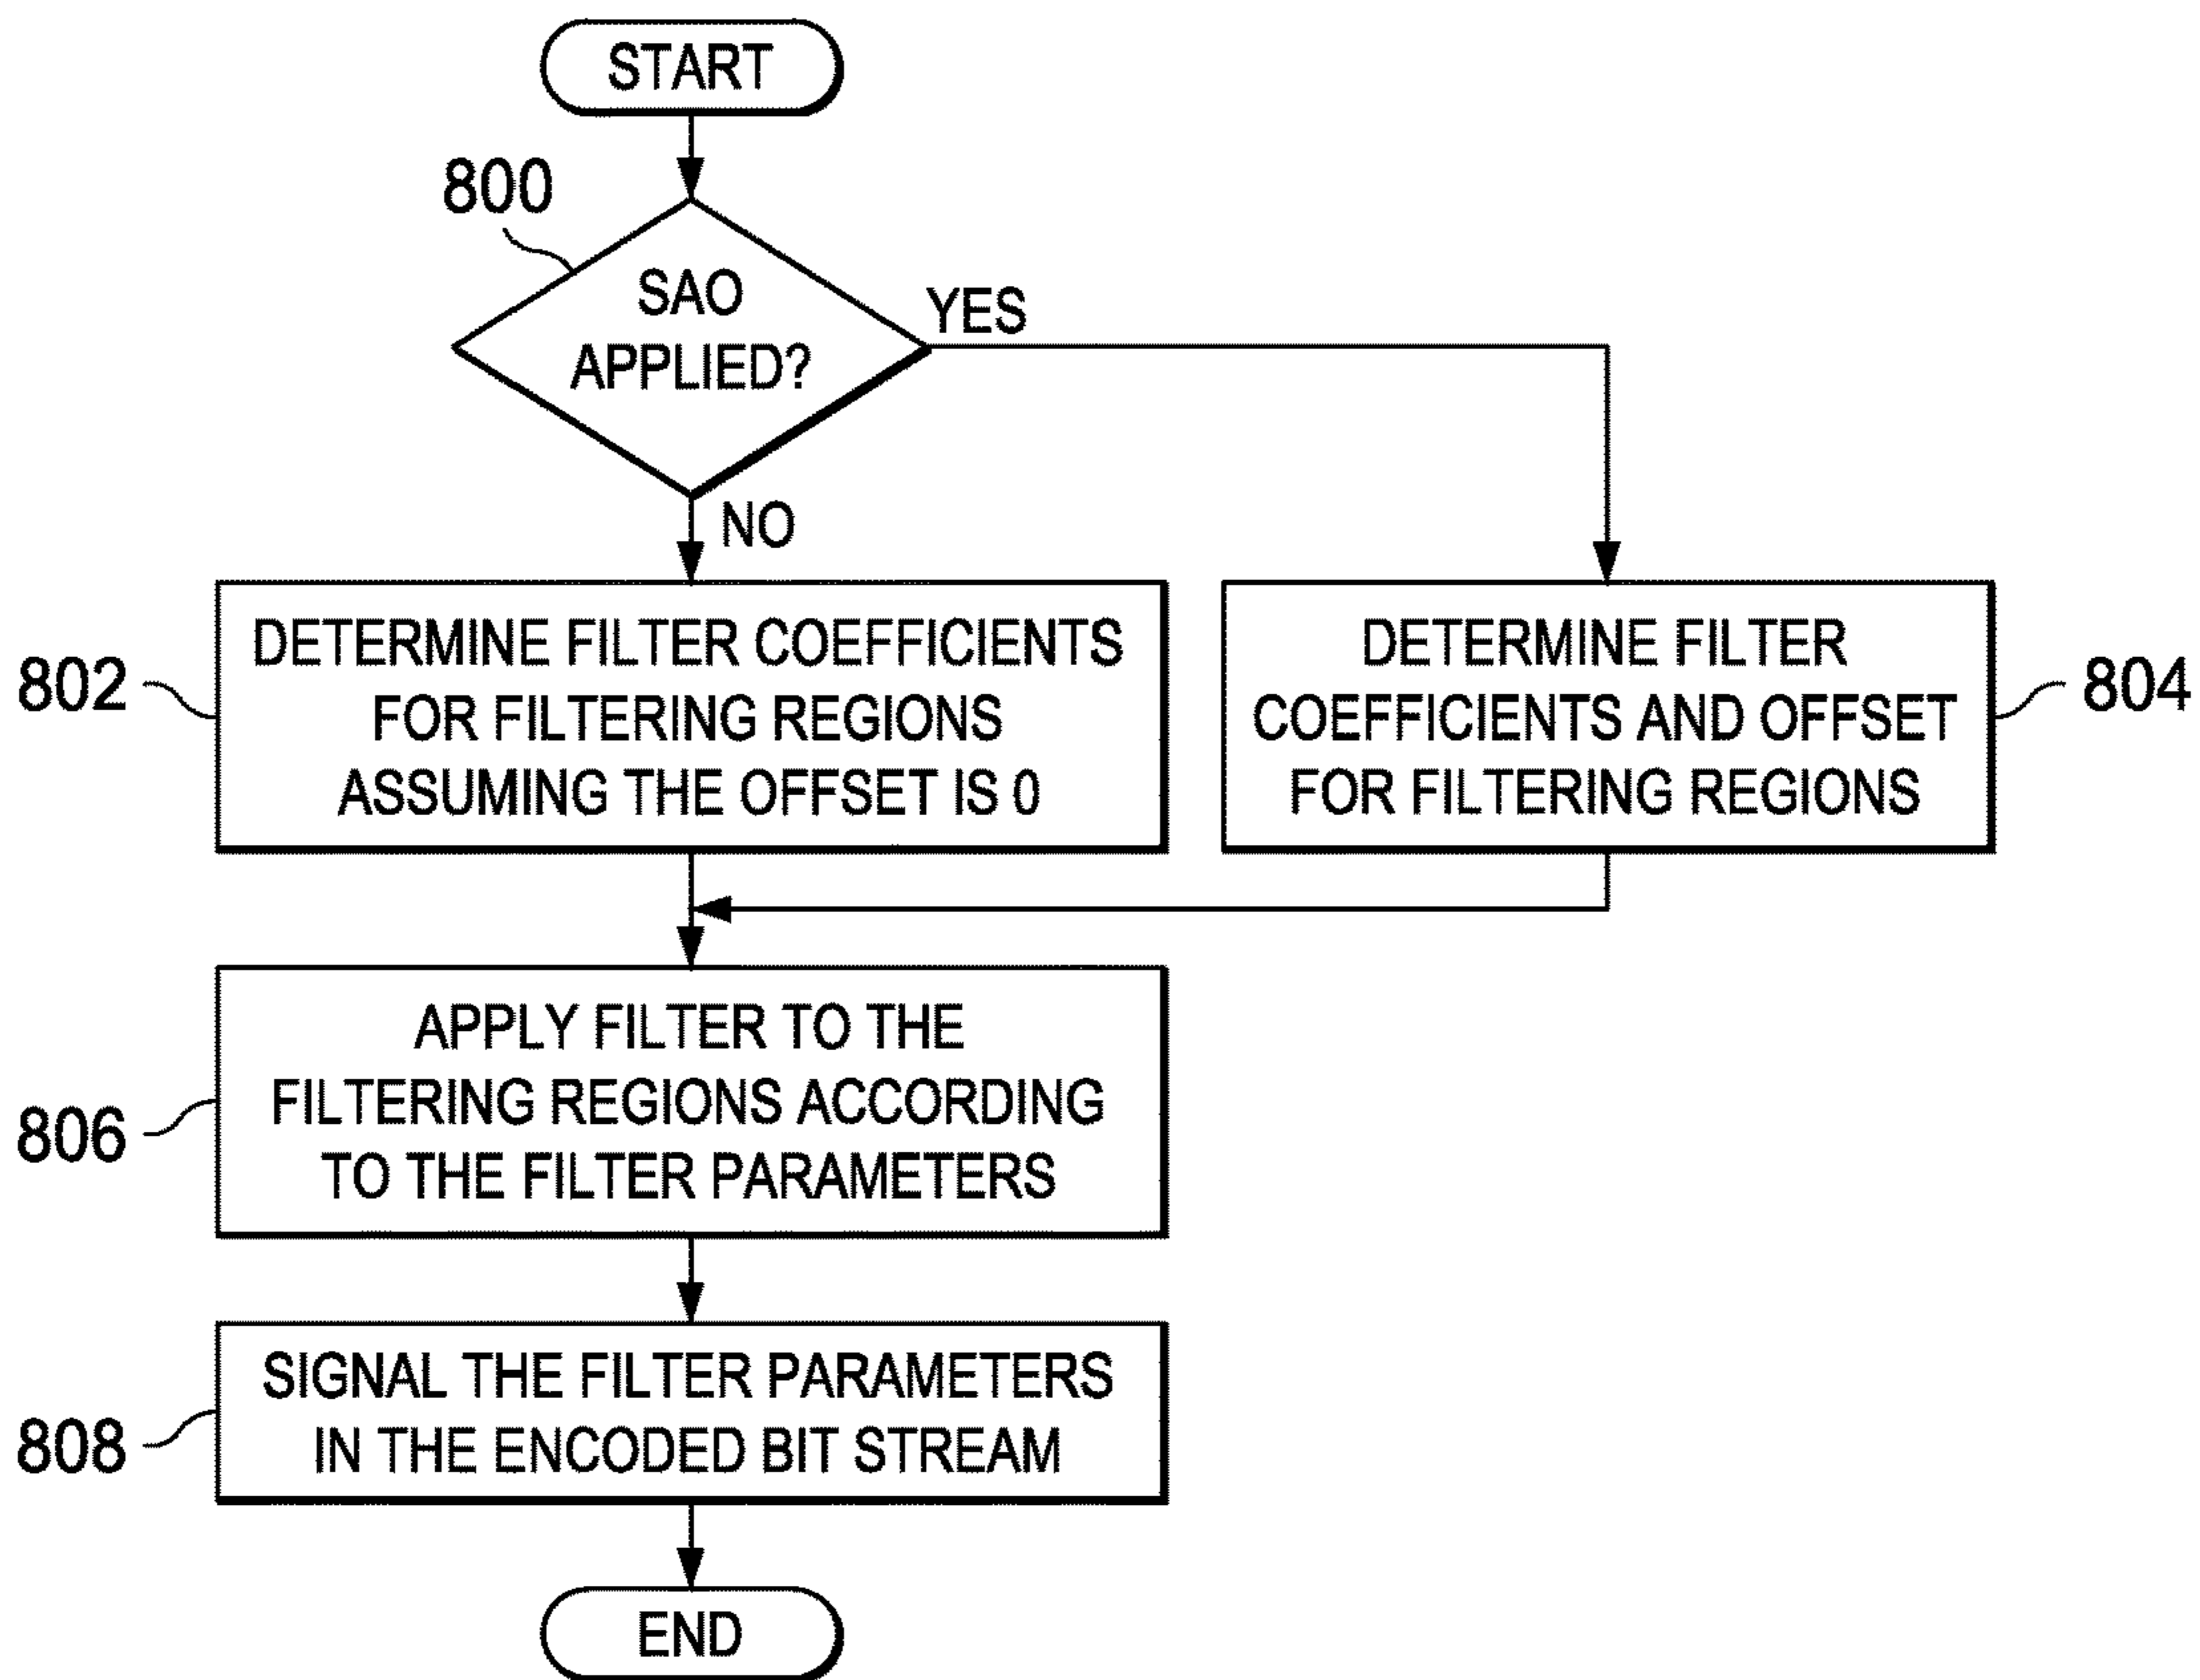 START
800
SAO
APPLIED?
YES
NO
802
DETERMINE FILTER COEFFICIENTS
FOR FILTERING REGIONS
ASSUMING THE OFFSET IS 0
DETERMINE FILTER
COEFFICIENTS AND OFFSET
FOR FILTERING REGIONS
804
806
APPLY FILTER TO THE
FILTERING REGIONS ACCORDING
TO THE FILTER PARAMETERS
808
SIGNAL THE FILTER PARAMETERS
IN THE ENCODED BIT STREAM
END